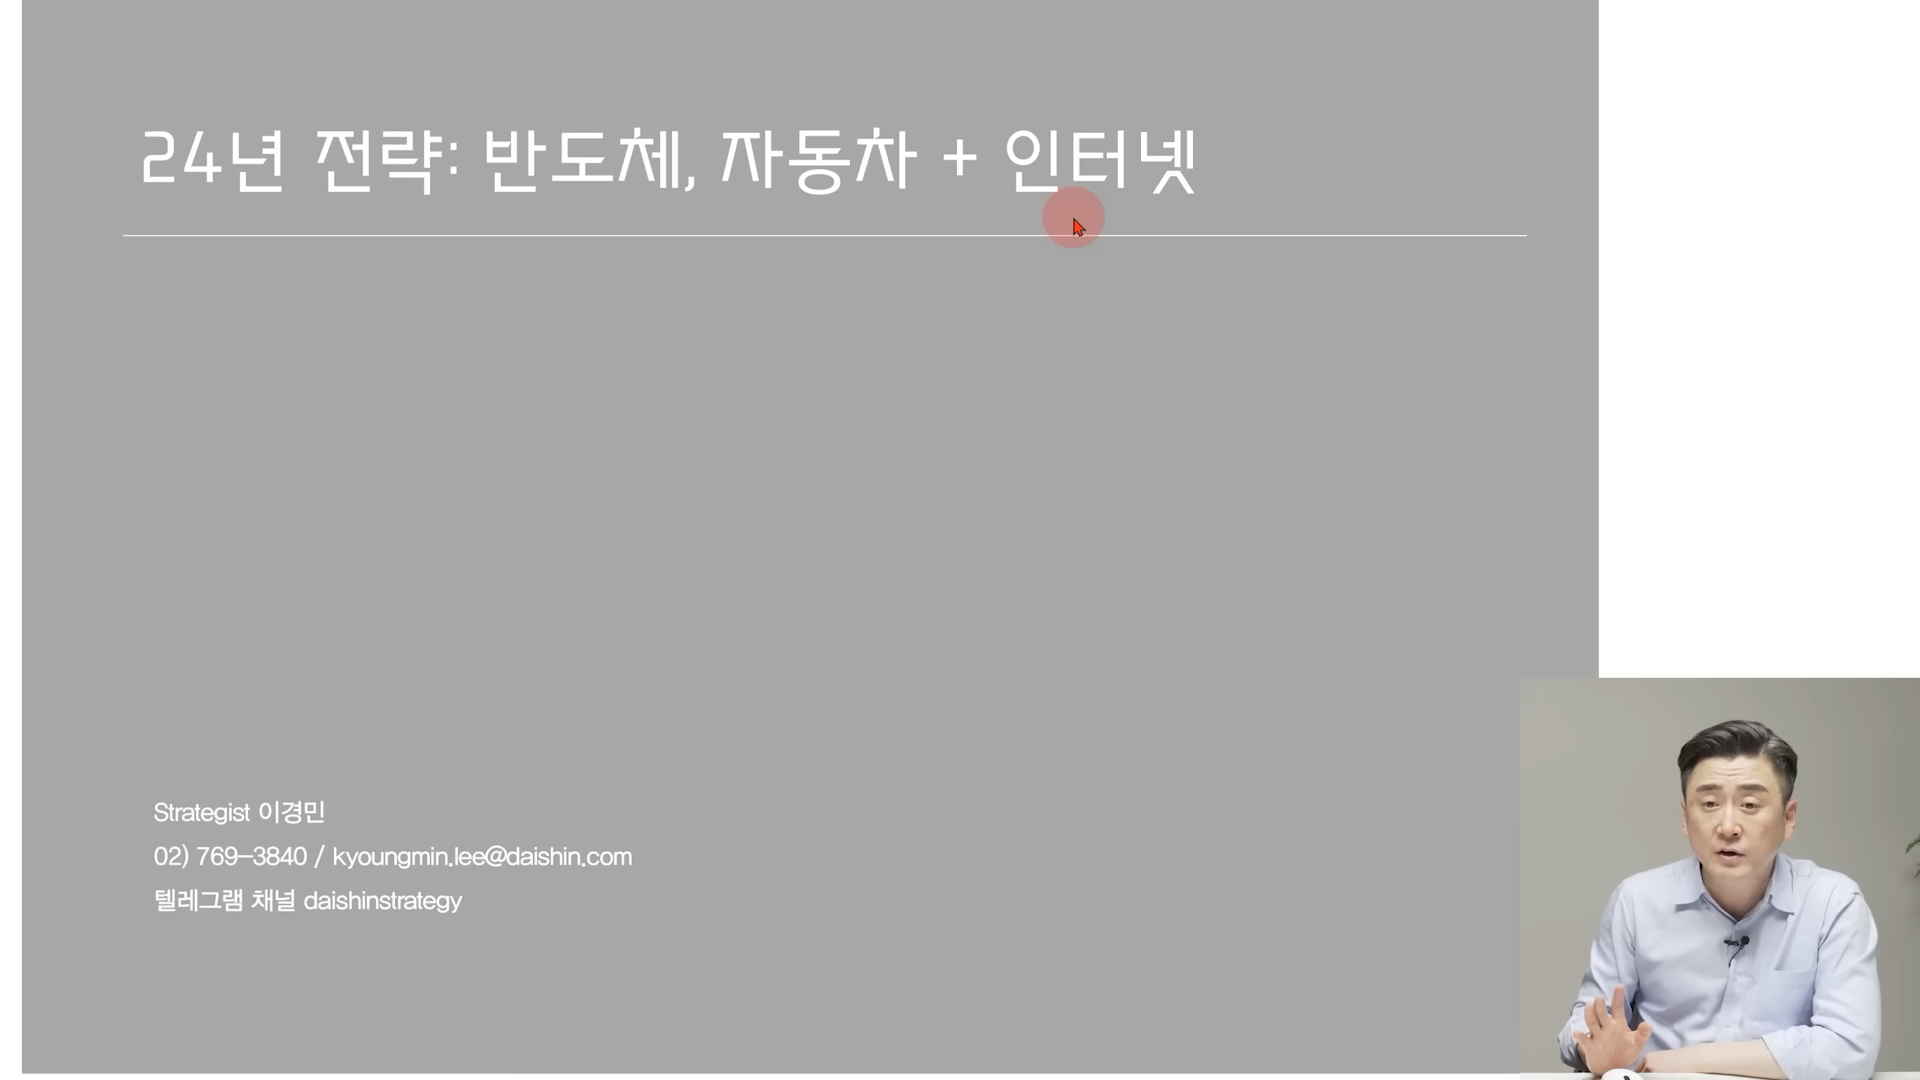 24년 전략: 반도체, 자동차 + 인터넷
Strategist 이경민
02) 769-3840 / kyoungmin.lee@daishin.com
텔레그램 채널 daishinstrategy